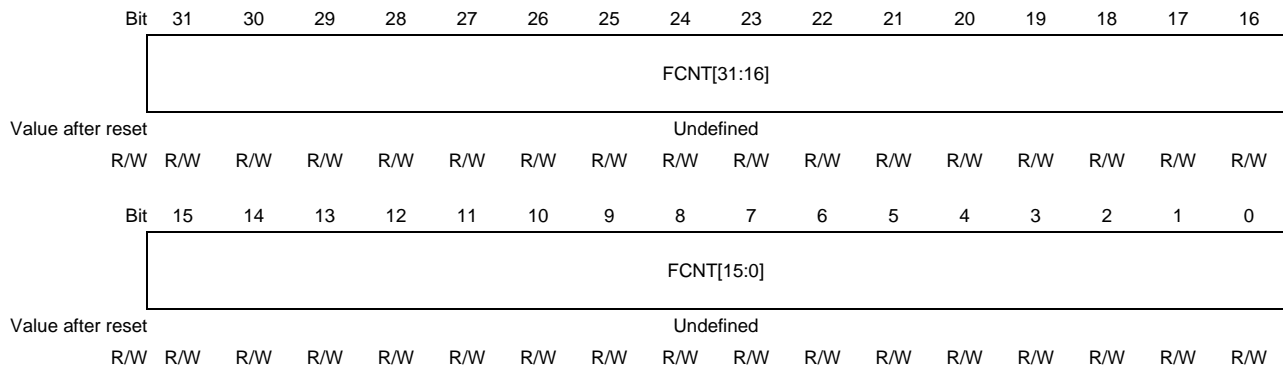 Bit 31 30 29 28 27 26 25 24 23 22 21 20 19 18 17 16
FCNT[31:16]
Value after reset Undefined
R/W R/W R/W R/W R/W R/W R/W R/W R/W R/W R/W R/W R/W R/W R/W R/W R/W
Bit 15 14 13 12 11 10 9 8 7 6 5 4 3 2 1 0
FCNT[15:0]
Value after reset Undefined
R/W R/W R/W R/W R/W R/W R/W R/W R/W R/W R/W R/W R/W R/W R/W R/W R/W